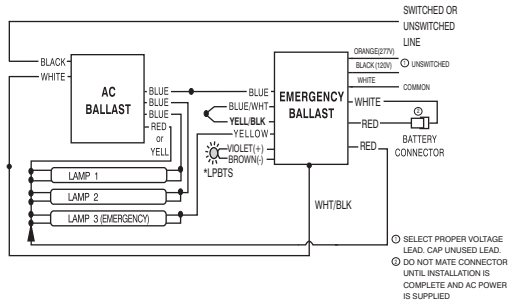 SWITCHED OR
UNSWITCHED
LINE
ORANGE(277V)
BLACK (120V)
① UNSWITCHED
WHITE
COMMON
BLACK
WHITE
AC
BALLAST
BLUE
BLUE
BLUE
RED
or
YELL
BLUE
BLUE/WHT
YELL/BLK
YELLOW
VIOLET(+)
BROWN(-)
*LPBTS
EMERGENCY
BALLAST
WHITE
RED
RED
②
BATTERY
CONNECTOR
LAMP 1
LAMP 2
LAMP 3 (EMERGENCY)
WHT/BLK
① SELECT PROPER VOLTAGE
LEAD. CAP UNUSED LEAD.
② DO NOT MATE CONNECTOR
UNTIL INSTALLATION IS
COMPLETE AND AC POWER
IS SUPPLIED